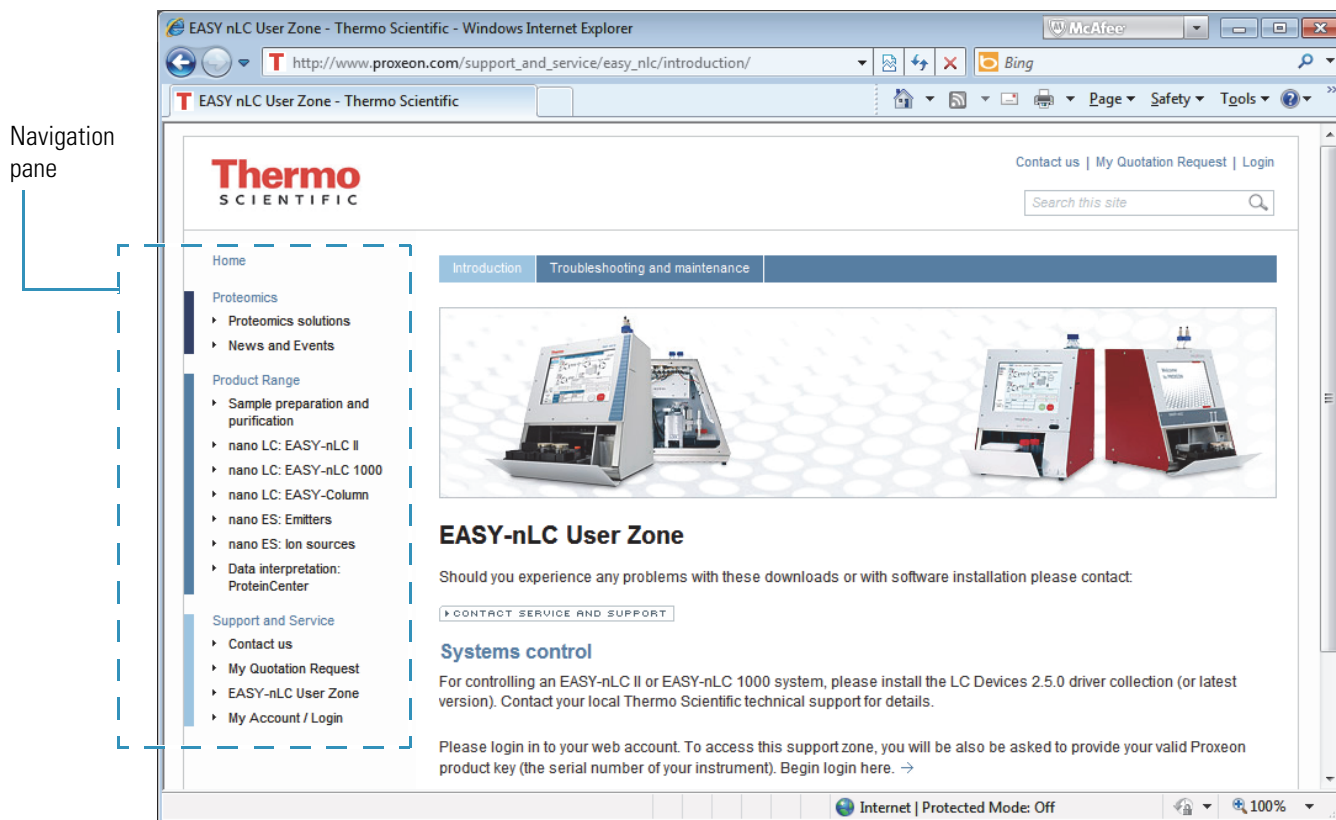 EASY nLC User Zone - Thermo Scientific - Windows Internet Explorer
McAfee
http://www.proxeon.com/support_and_service/easy_nlc/introduction/
Bing
EASY nLC User Zone - Thermo Scientific
Page
Safety
Tools
Navigation
pane
Thermo
SCIENTIFIC
Contact us | My Quotation Request | Login
Search this site
Home
Proteomics
Proteomics solutions
News and Events
Product Range
Sample preparation and
purification
nano LC: EASY-nLC II
nano LC: EASY-nLC 1000
nano LC: EASY-Column
nano ES: Emitters
nano ES: Ion sources
Data interpretation:
ProteinCenter
Support and Service
Contact us
My Quotation Request
EASY-nLC User Zone
My Account / Login
Introduction
Troubleshooting and maintenance
EASY-nLC User Zone
Should you experience any problems with these downloads or with software installation please contact:
CONTACT SERVICE AND SUPPORT
Systems control
For controlling an EASY-nLC II or EASY-nLC 1000 system, please install the LC Devices 2.5.0 driver collection (or latest
version). Contact your local Thermo Scientific technical support for details.
Please login in to your web account. To access this support zone, you will be also be asked to provide your valid Proxeon
product key (the serial number of your instrument). Begin login here. →
Internet | Protected Mode: Off
100%